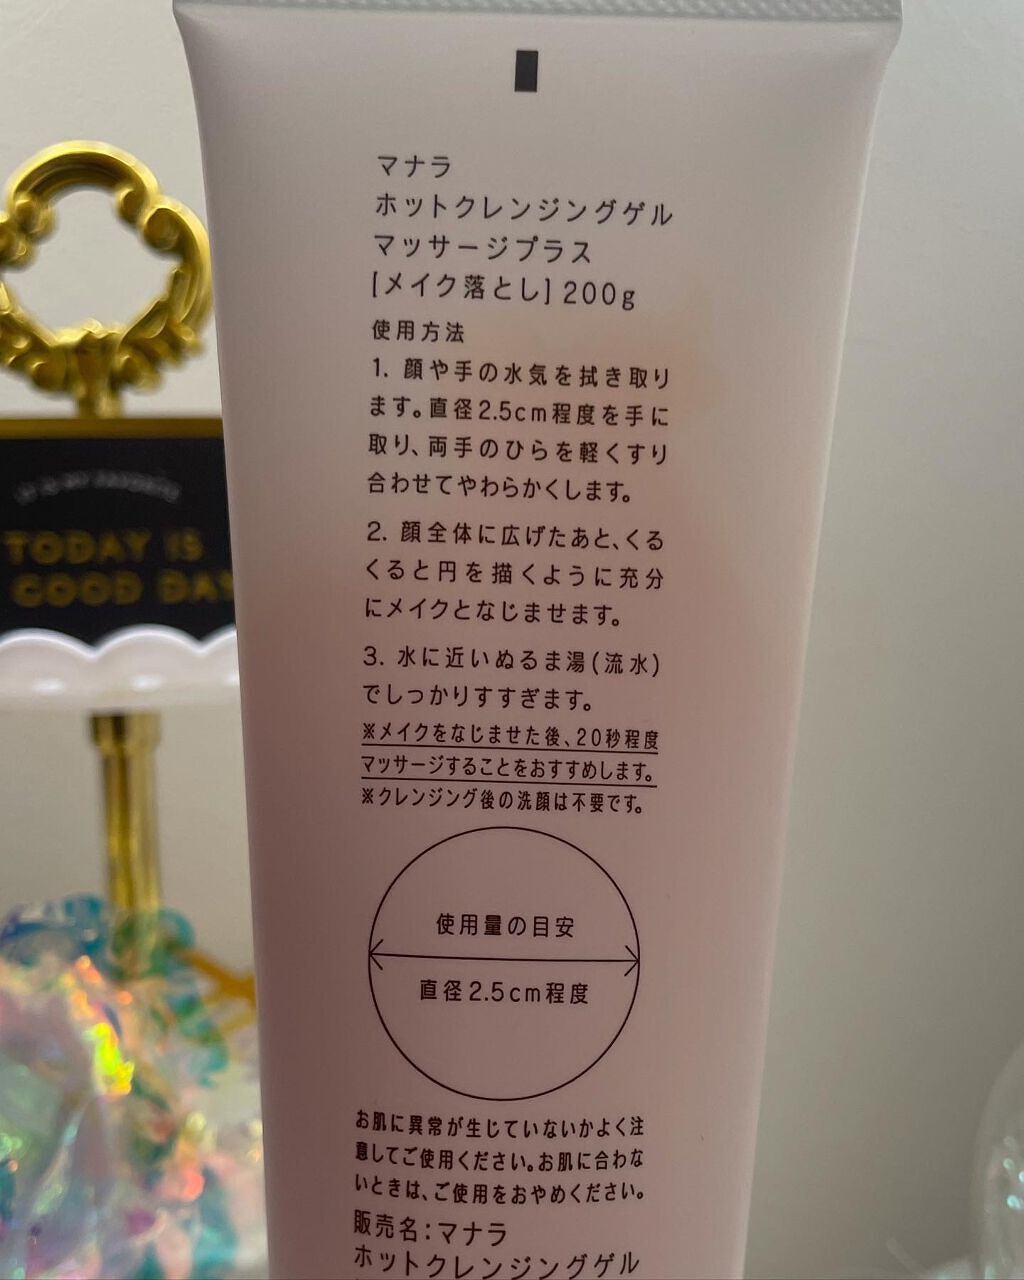 マナラ
ホットクレンジングゲル
マッサージプラス
[メイク落とし] 200g
使用方法
1. 顔や手の水気を拭き取り
ます。直径2.5cm程度を手に
取り、両手のひらを軽くすり
合わせてやわらかくします。
2. 顔全体に広げたあと、くる
くると円を描くように充分
にメイクとなじませます。
3. 水に近いぬるま湯(流水)
でしっかりすすぎます。
※メイクをなじませた後、20秒程度
マッサージすることをおすすめします。
※クレンジング後の洗顔は不要です。
使用量の目安
直径2.5cm程度
お肌に異常が生じていないかよく注
意してご使用ください。お肌に合わな
いときは、ご使用をおやめください。
販売名：マナラ
ホットクレンジングゲル
TODAY IS
GOOD DAY